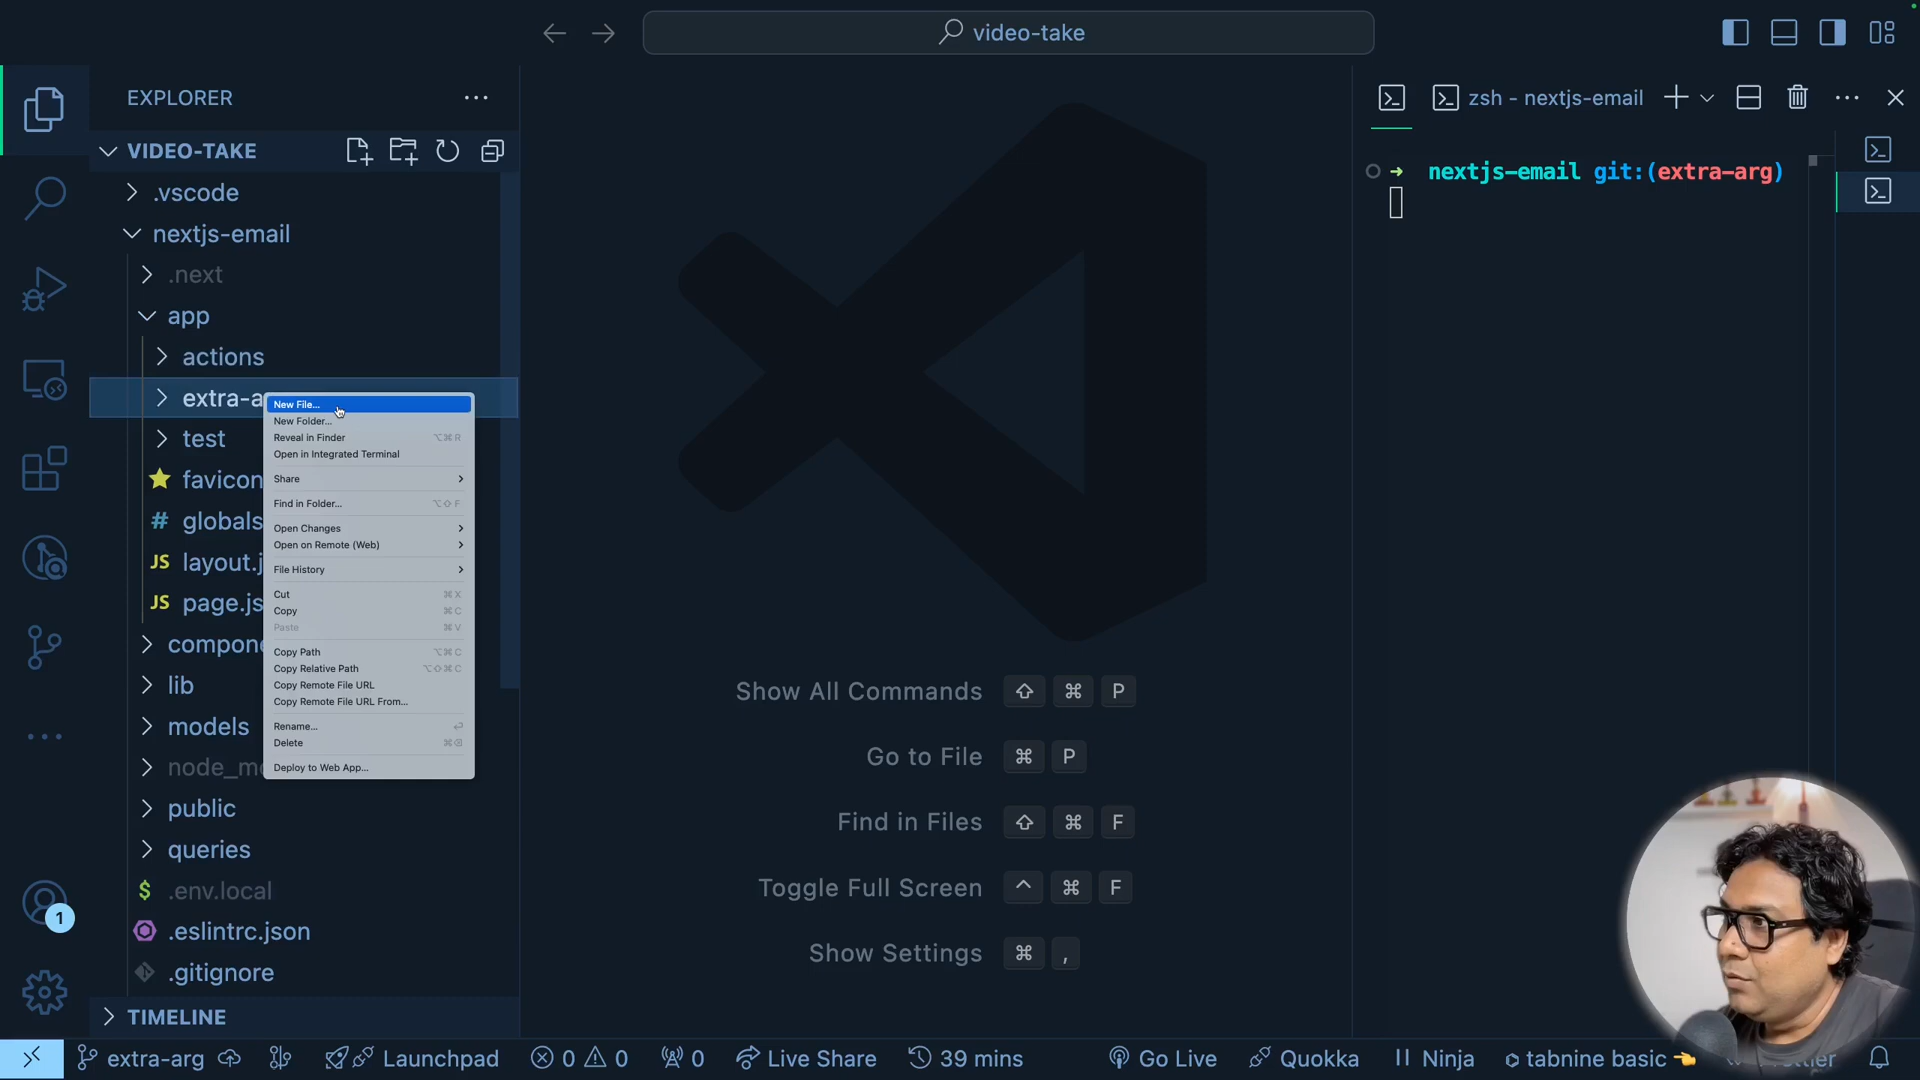 video-take
EXPLORER
VIDEO-TAKE
.vscode
nextjs-email
.next
app
actions
extra-a
test
favicon
globals
layout.j
page.js
compone
lib
models
node_mo
public
queries
.env.local
.eslintrc.json
.gitignore
TIMELINE
New File...
New Folder...
Reveal in Finder ⌥⌘R
Open in Integrated Terminal
Share
Find in Folder... ⌥⇧F
Open Changes
Open on Remote (Web)
File History
Cut ⌘X
Copy ⌘C
Paste ⌘V
Copy Path ⌥⌘C
Copy Relative Path ⌥⇧⌘C
Copy Remote File URL
Copy Remote File URL From...
Rename... ⏎
Delete ⌘⌫
Deploy to Web App...
Show All Commands ⇧ ⌘ P
Go to File ⌘ P
Find in Files ⇧ ⌘ F
Toggle Full Screen ^ ⌘ F
Show Settings ⌘ ,
zsh - nextjs-email
➜ nextjs-email git:(extra-arg)
1
extra-arg Launchpad 0 0 0 Live Share 39 mins Go Live Quokka Ninja tabnine basic 👈